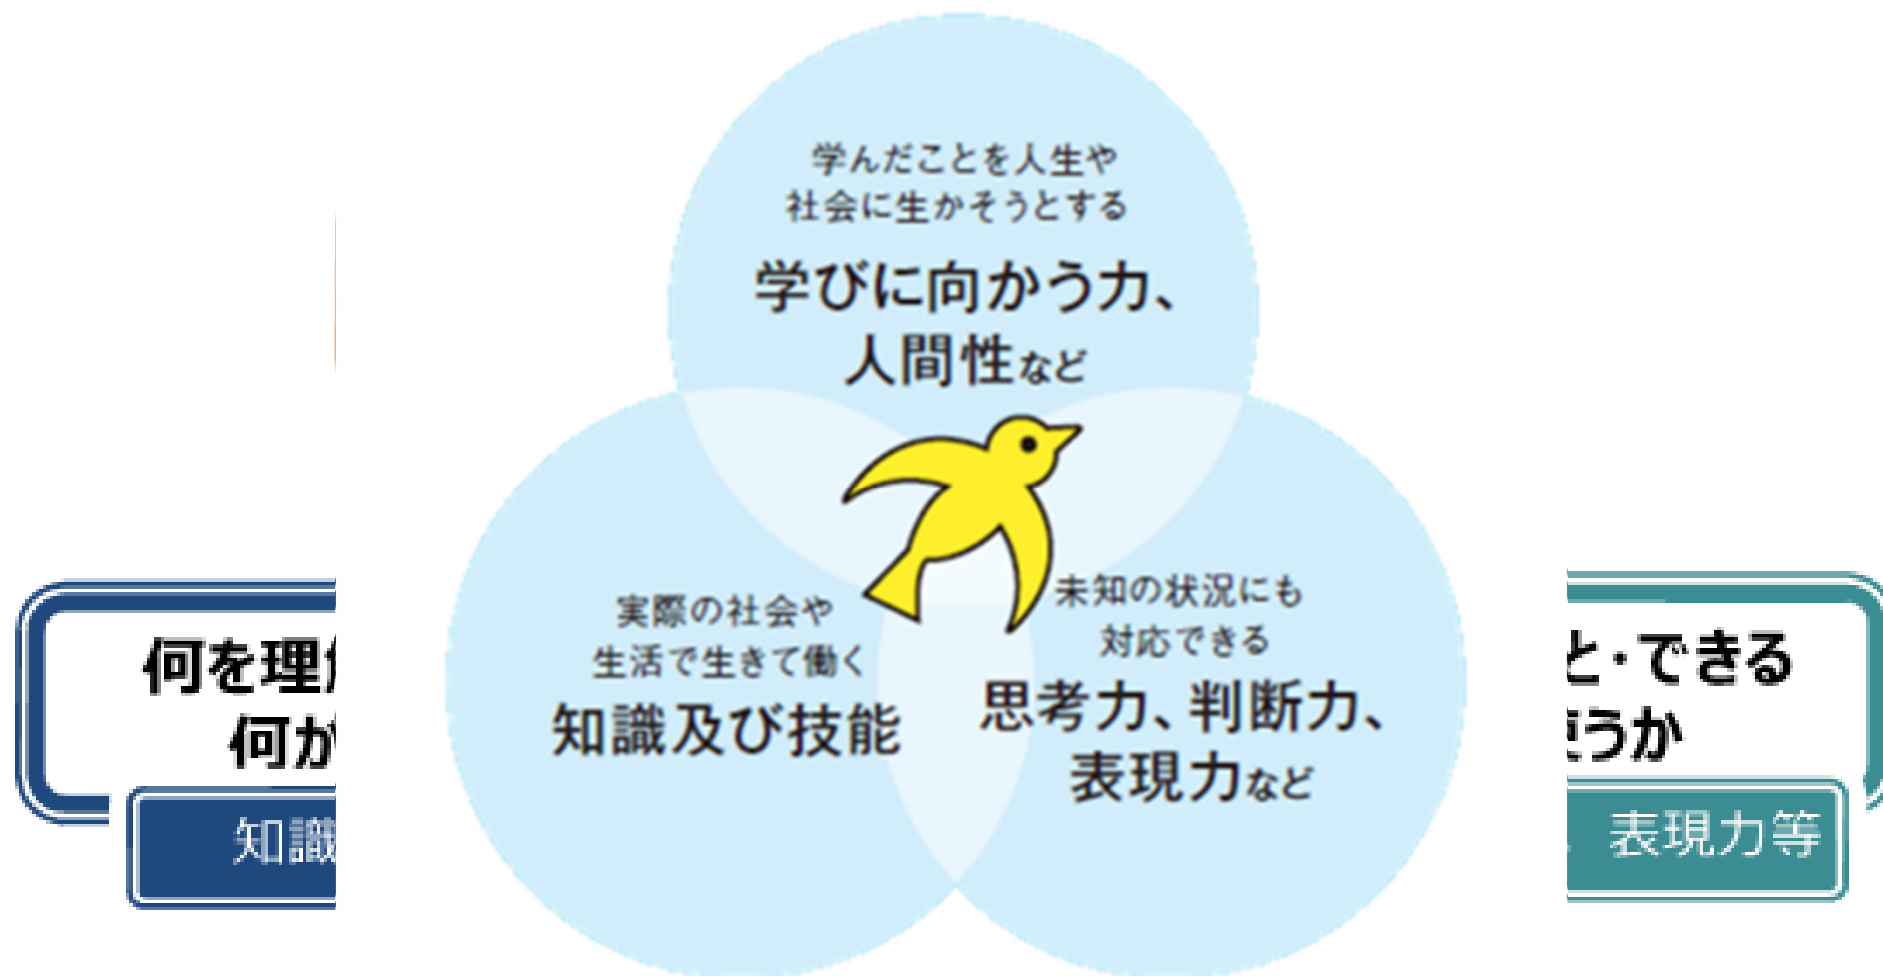 学んだことを人生や
社会に生かそうとする
学びに向かう力、
人間性など
実際の社会や
生活で生きて働く
知識及び技能
未知の状況にも
対応できる
思考力、判断力、
表現力など
何を理
何が
知識
と・できる
うか
表現力等